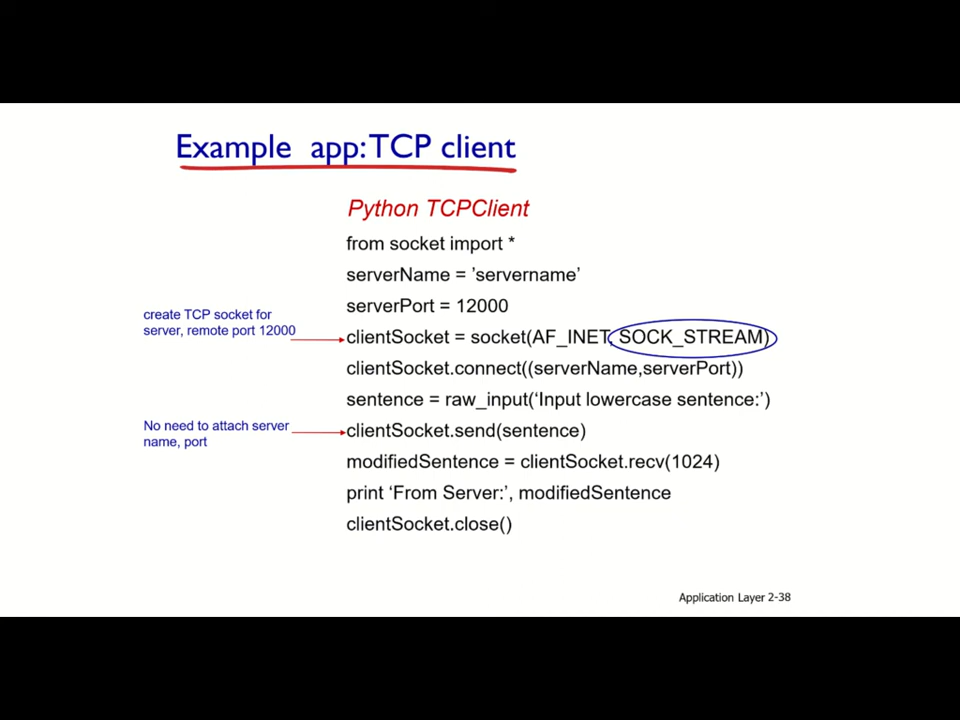 Example app: TCP client
Python TCPClient
from socket import *
serverName = ’servername’
serverPort = 12000
create TCP socket for
server, remote port 12000
clientSocket = socket(AF_INET, SOCK_STREAM)
clientSocket.connect((serverName,serverPort))
sentence = raw_input(‘Input lowercase sentence:’)
No need to attach server
name, port
clientSocket.send(sentence)
modifiedSentence = clientSocket.recv(1024)
print ‘From Server:’, modifiedSentence
clientSocket.close()
Application Layer 2-38